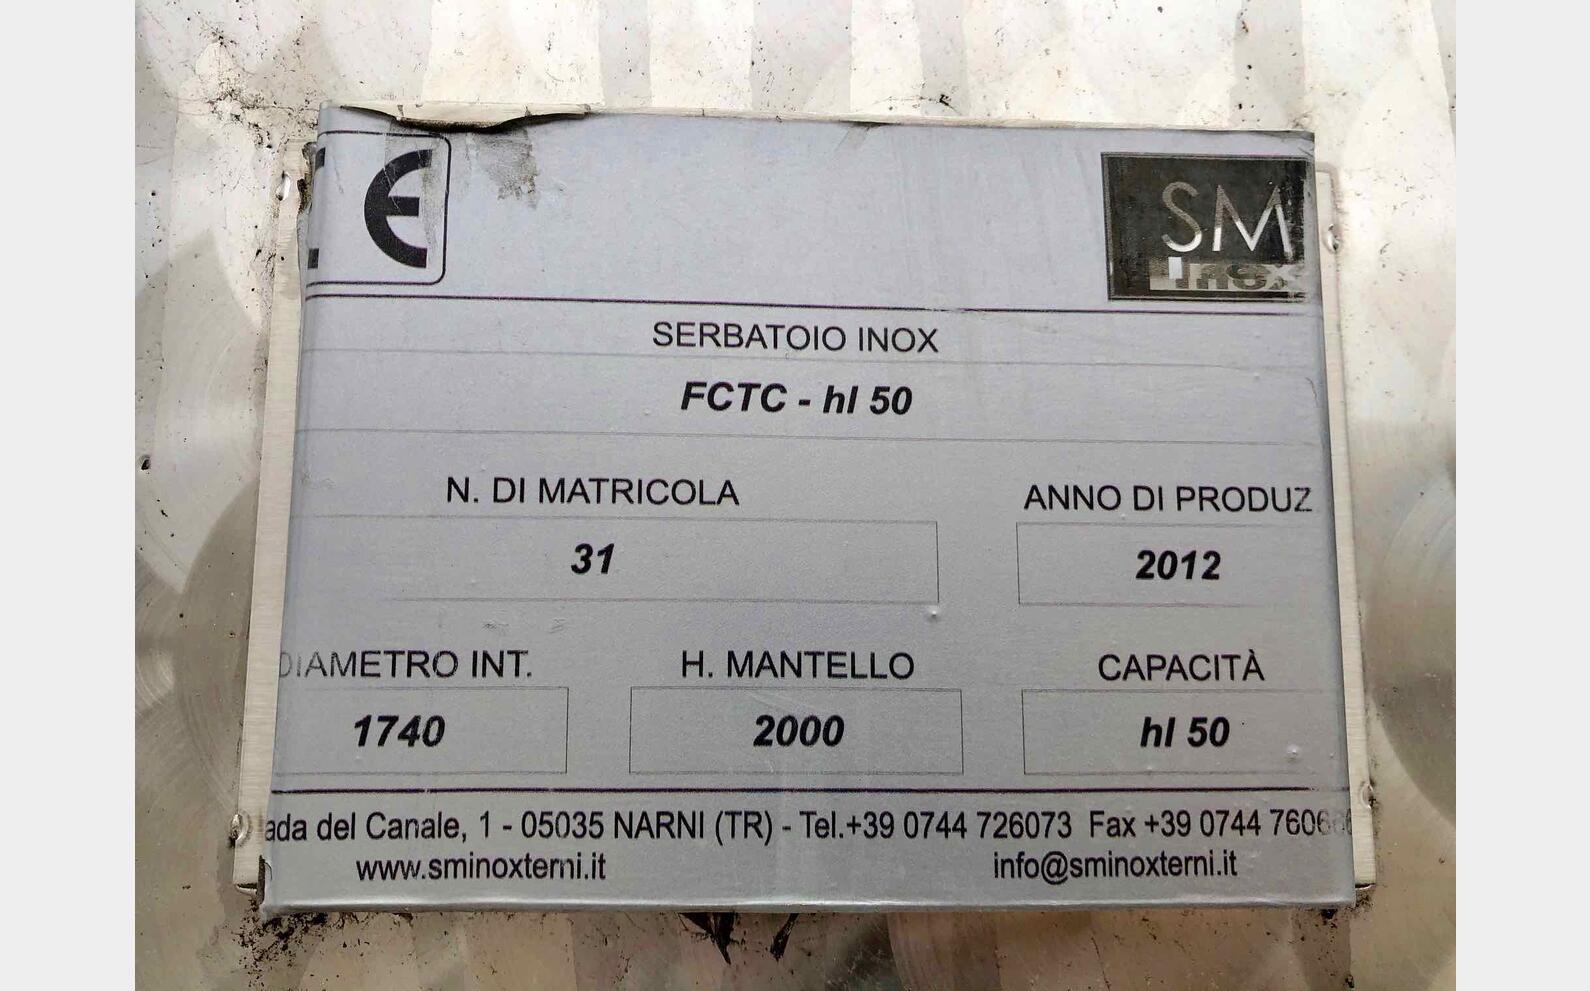 CE
SM
Inox
SERBATOIO INOX
FCTC - hl 50
N. DI MATRICOLA
ANNO DI PRODUZ
31
2012
DIAMETRO INT.
H. MANTELLO
CAPACITÀ
1740
2000
hl 50
ada del Canale, 1 - 05035 NARNI (TR) - Tel.+39 0744 726073 Fax +39 0744 7606
www.sminoxterni.it
info@sminoxterni.it